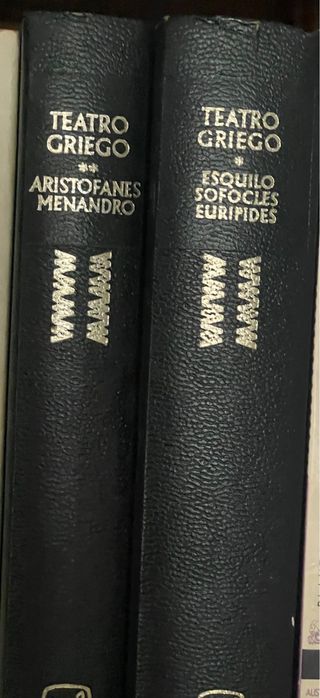 TEATRO
GRIEGO
**
ARISTOFANES
MENANDRO
TEATRO
GRIEGO
*
ESQUILO
SOFOCLES
EURIPIDES